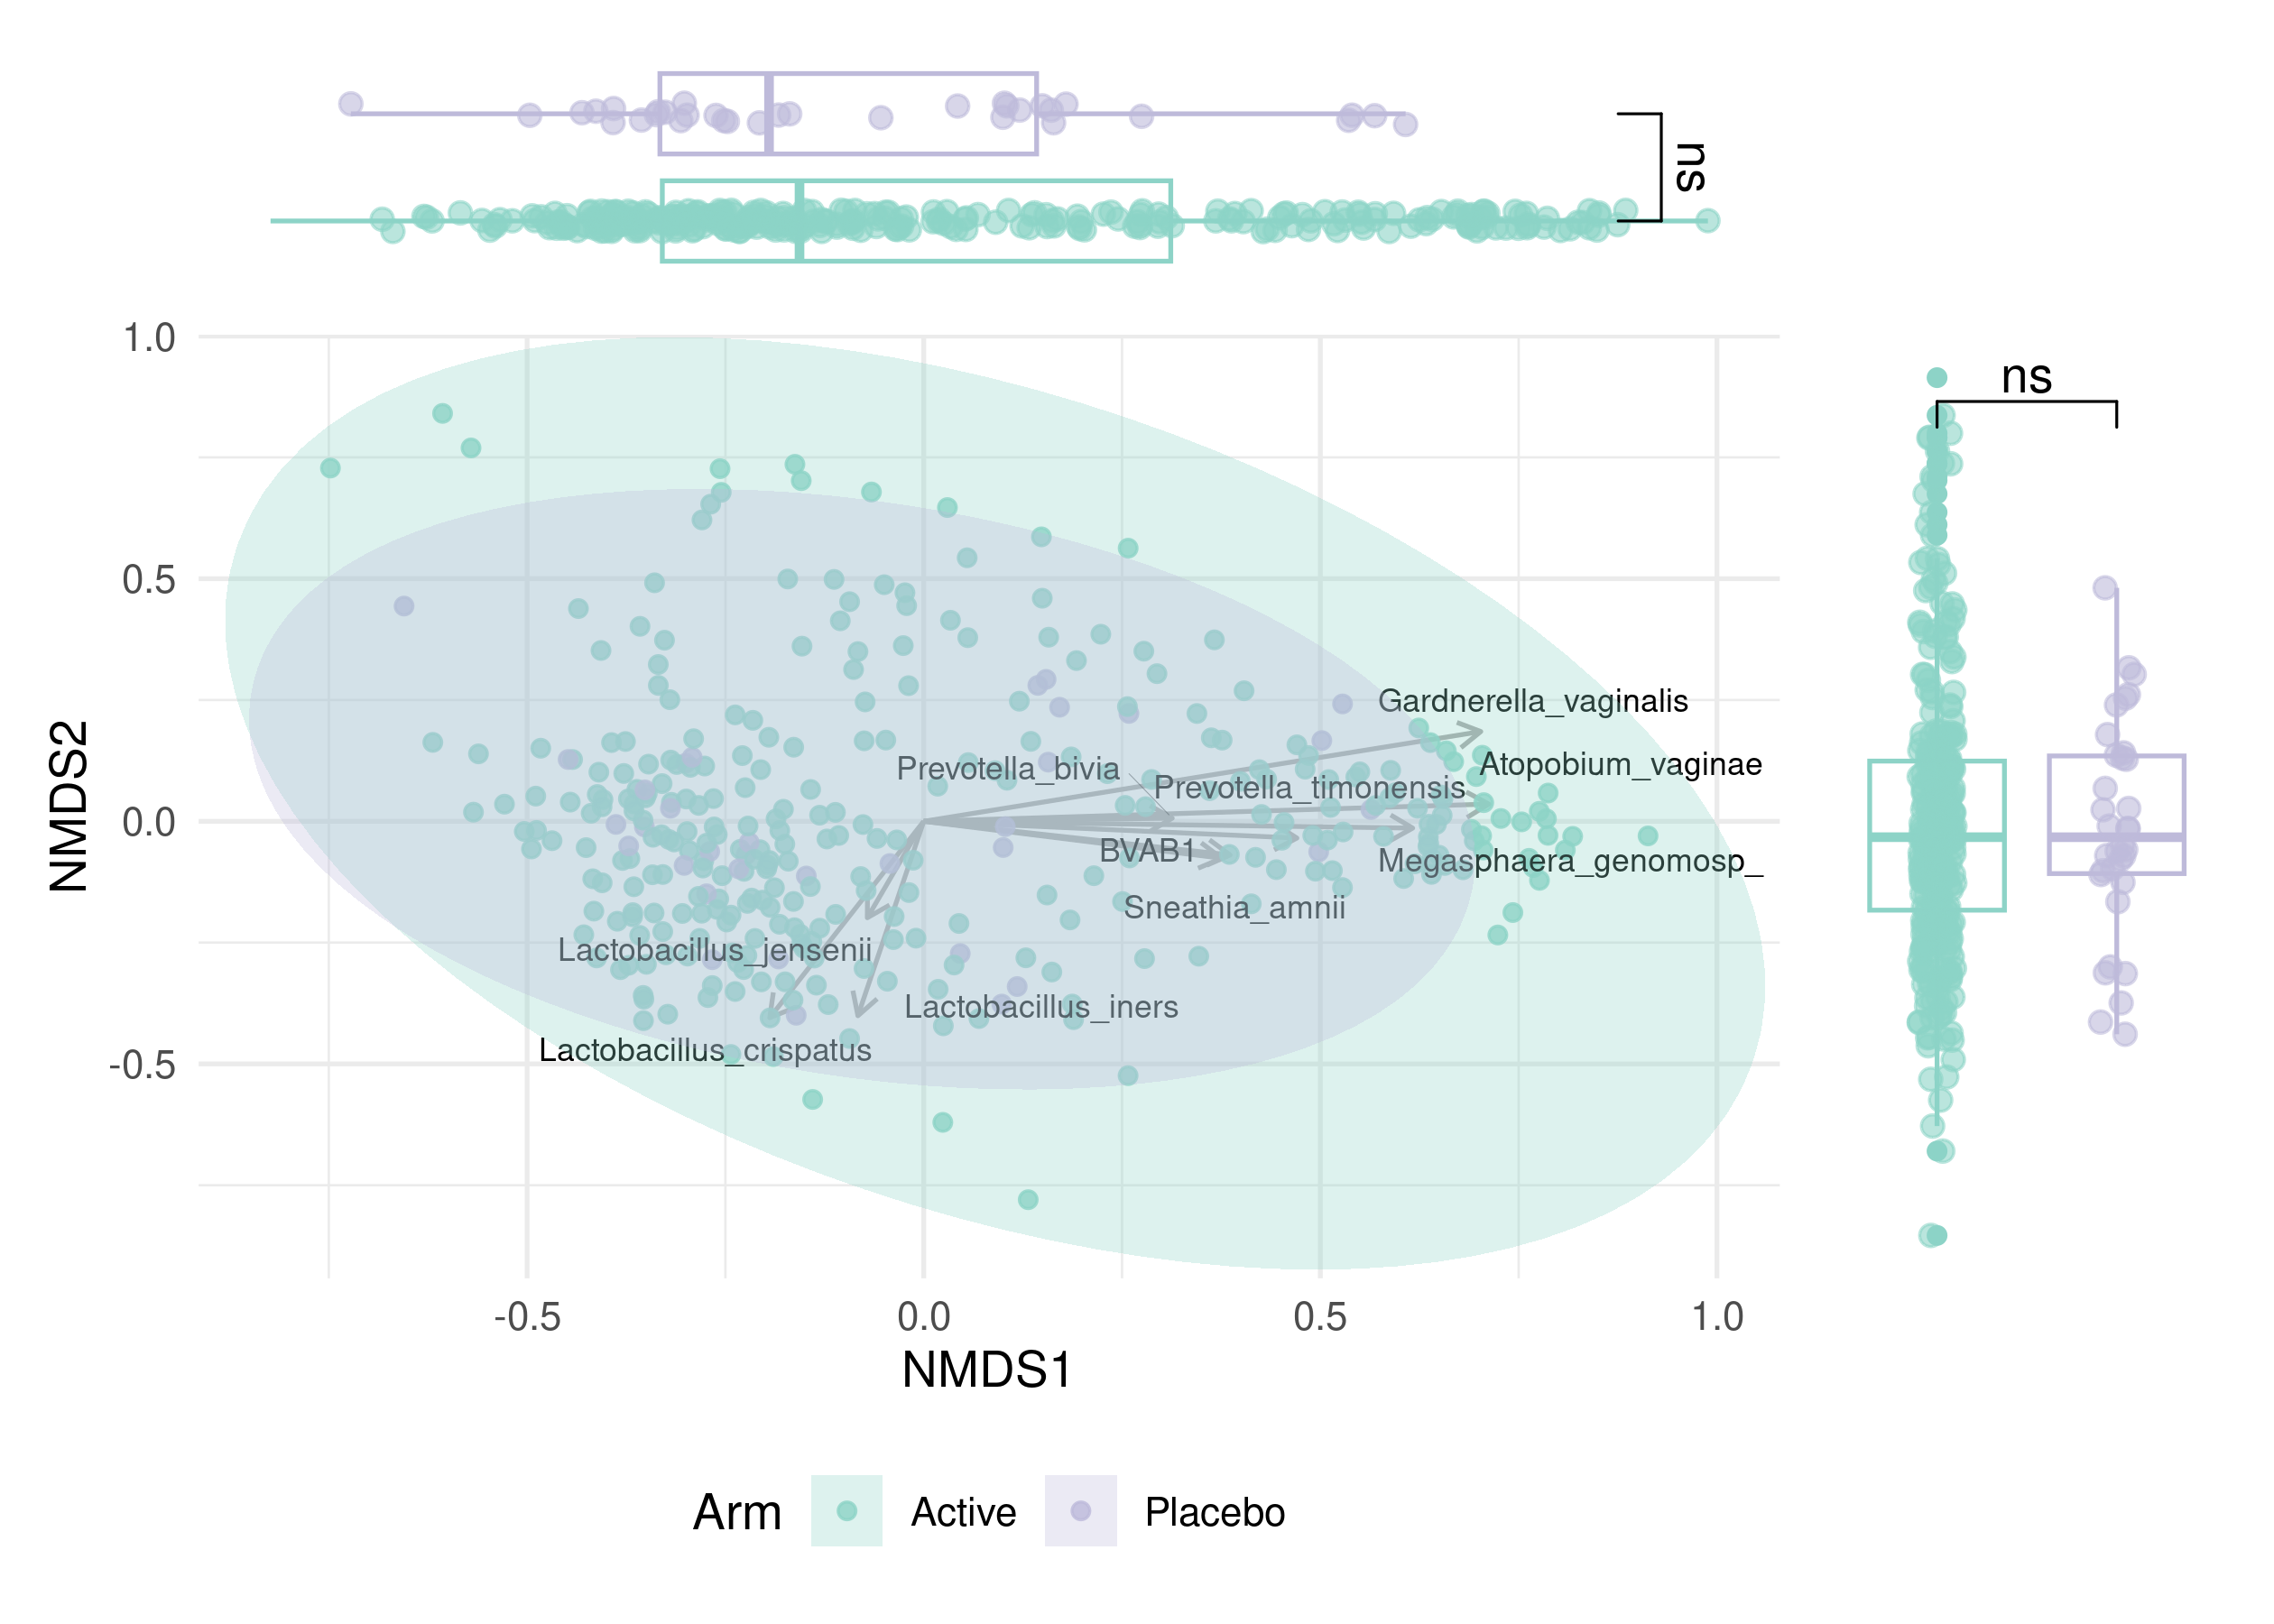 ns
ns
1.0
0.5
0.0
-0.5
NMDS2
Gardnerella_vaginalis
Atopobium_vaginae
Prevotella_bivia
Prevotella_timonensis
BVAB1
Megasphaera_genomosp_
Sneathia_amnii
Lactobacillus_jensenii
Lactobacillus_iners
Lactobacillus_crispatus
-0.5
0.0
0.5
1.0
NMDS1
Arm
Active
Placebo